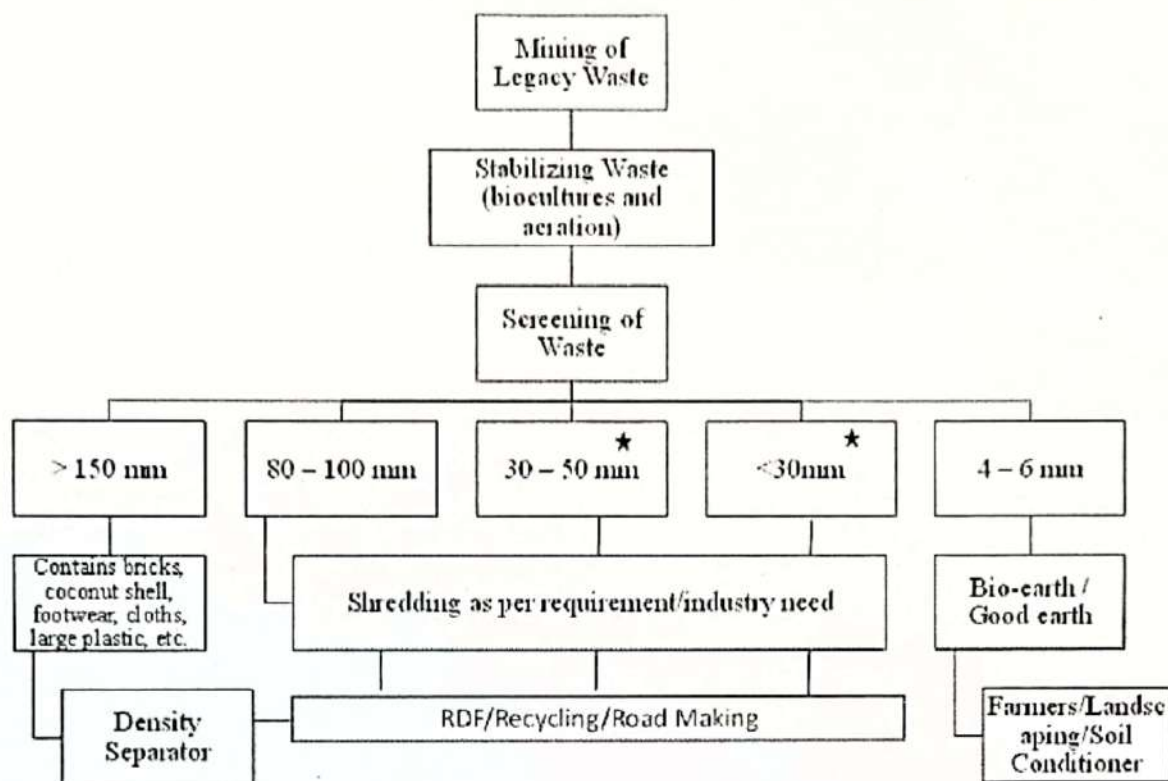 Mining of
Legacy Waste
Stabilizing Waste
(biocultures and
aeration)
Screening of
Waste
> 150 mm
80 – 100 mm
30 – 50 mm
<30mm
4 – 6 mm
Contains bricks,
coconut shell,
footwear, cloths,
large plastic, etc.
Shredding as per requirement/industry need
Bio-earth /
Good earth
Density
Separator
RDF/Recycling/Road Making
Farmers/Landsc
aping/Soil
Conditioner